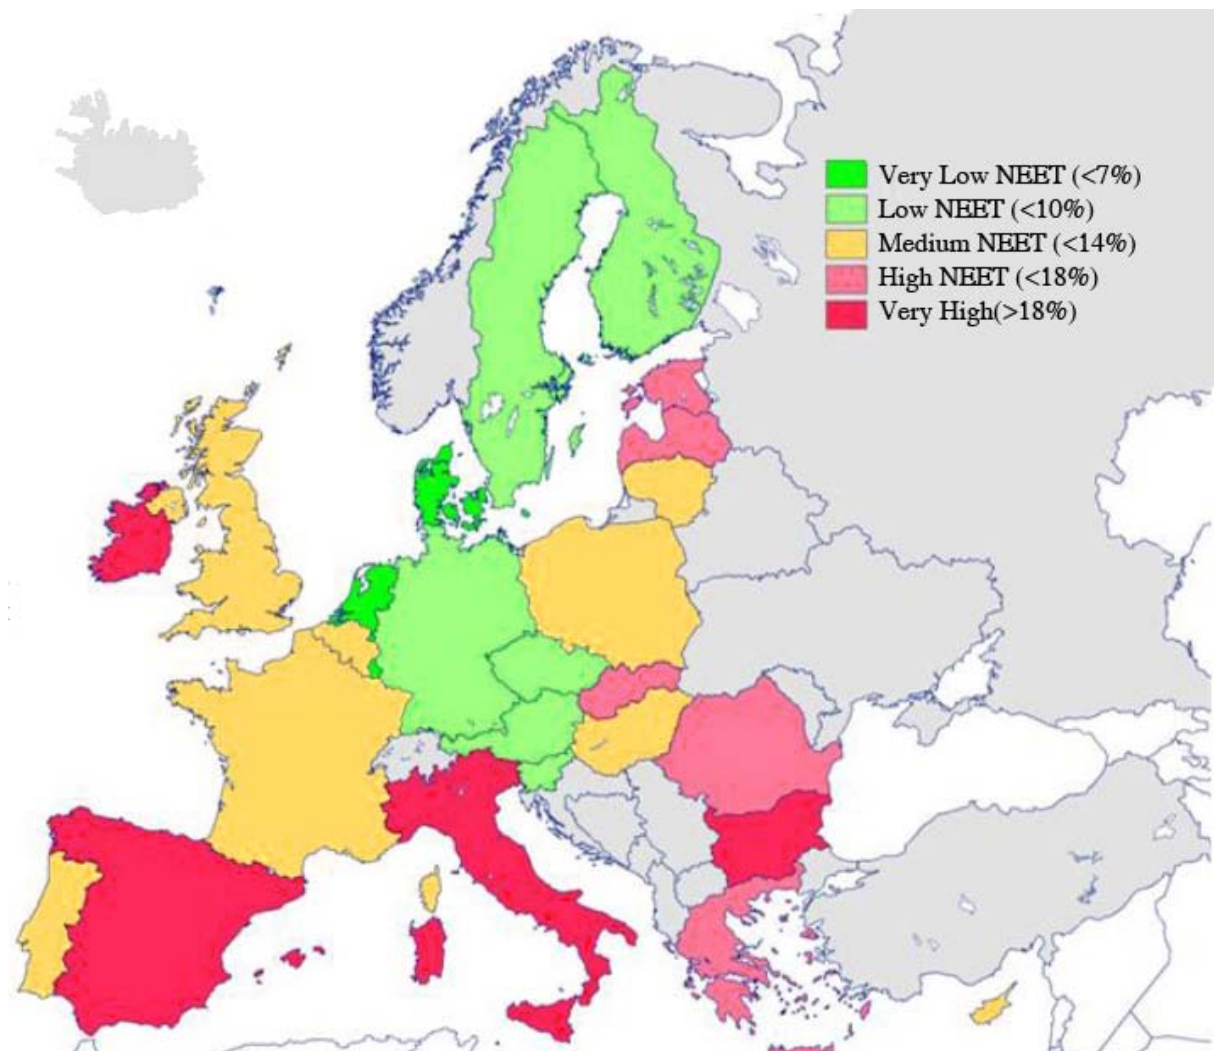 Very Low NEET (<7%)
Low NEET (<10%)
Medium NEET (<14%)
High NEET (<18%)
Very High(>18%)